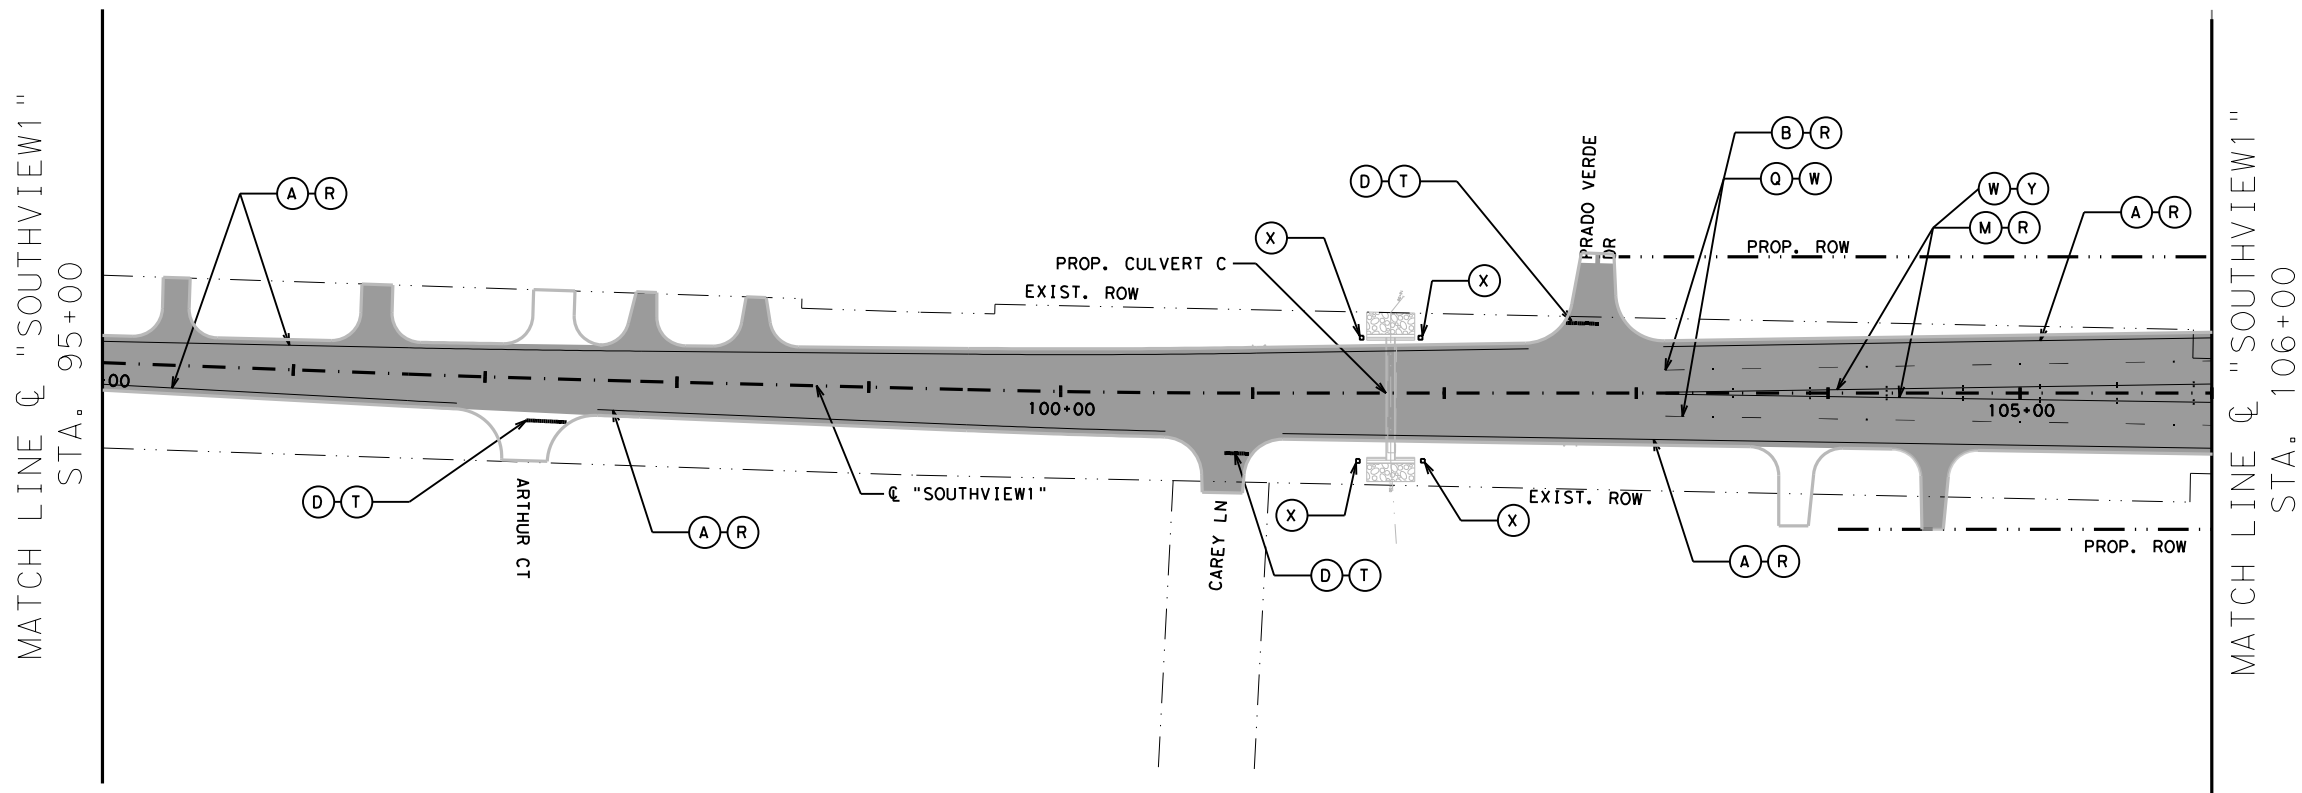 MATCH LINE ℄ "SOUTHVIEW1"
STA. 95+00
A R
D T
ARTHUR CT
A R
℄ "SOUTHVIEW1"
00
100+00
PROP. CULVERT C
EXIST. ROW
X
X
D T
PRADO VERDE
DR
CAREY LN
X
X
D T
EXIST. ROW
B R
Q W
W Y
M R
A R
PROP. ROW
105+00
A R
PROP. ROW
MATCH LINE ℄ "SOUTHVIEW1"
STA. 106+00